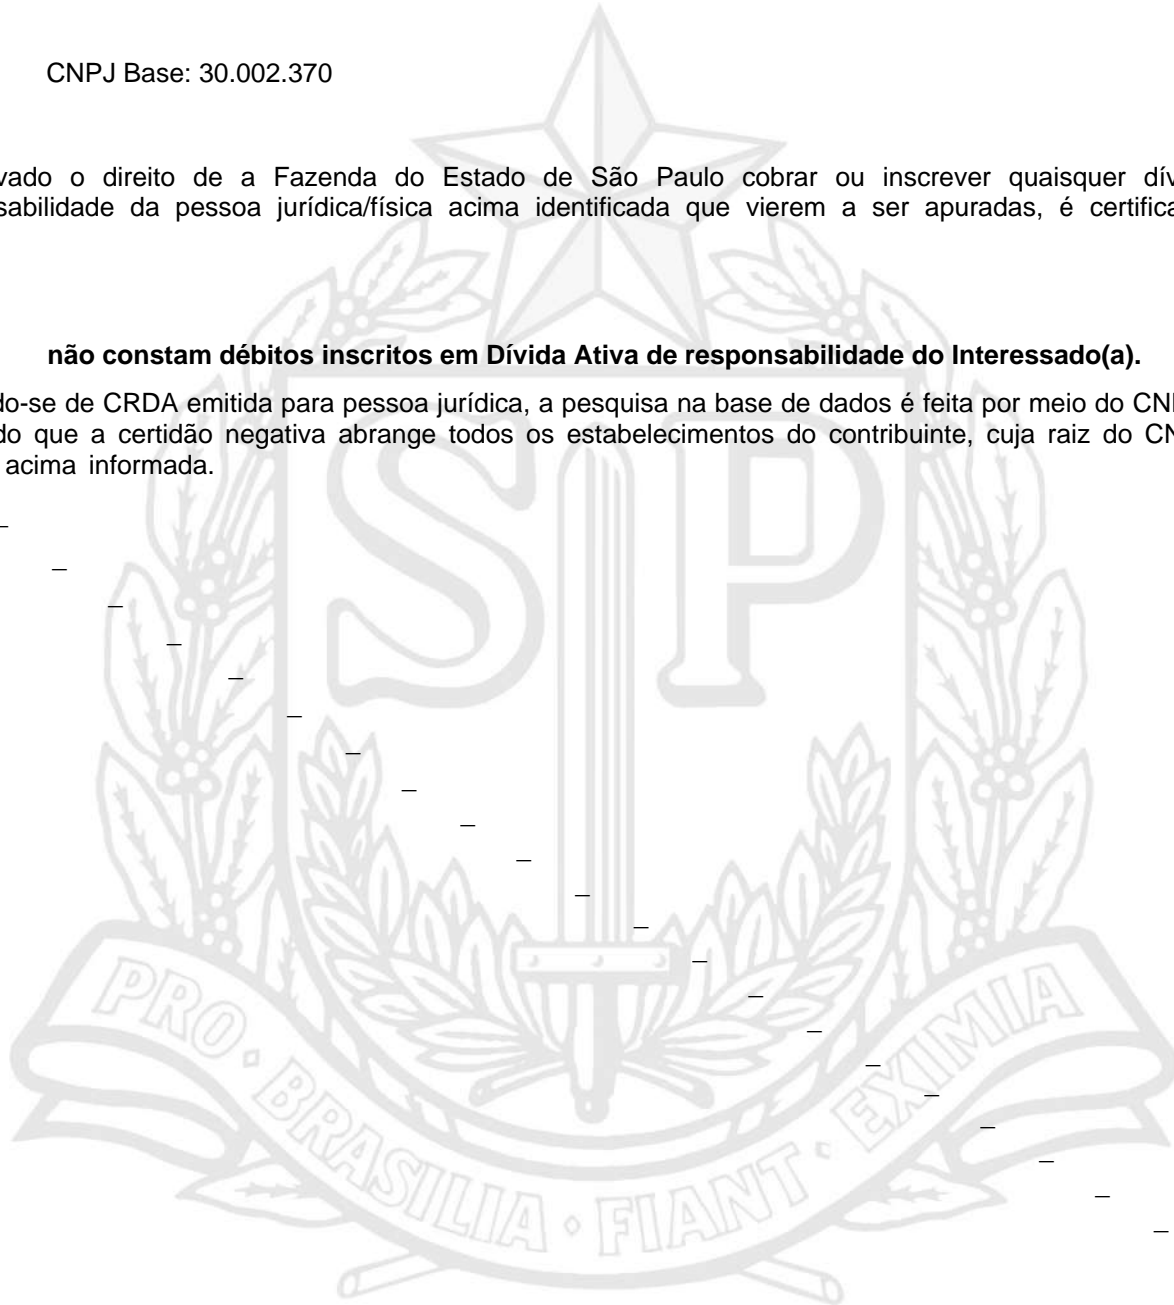 CNPJ Base: 30.002.370
vado o direito de a Fazenda do Estado de São Paulo cobrar ou inscrever quaisquer dív
sabilidade da pessoa jurídica/física acima identificada que vierem a ser apuradas, é certifica
não constam débitos inscritos em Dívida Ativa de responsabilidade do Interessado(a).
do-se de CRDA emitida para pessoa jurídica, a pesquisa na base de dados é feita por meio do CN
do que a certidão negativa abrange todos os estabelecimentos do contribuinte, cuja raiz do CN
acima informada.
SP
PRO • BRASILIA • FIANT • EXIMIA